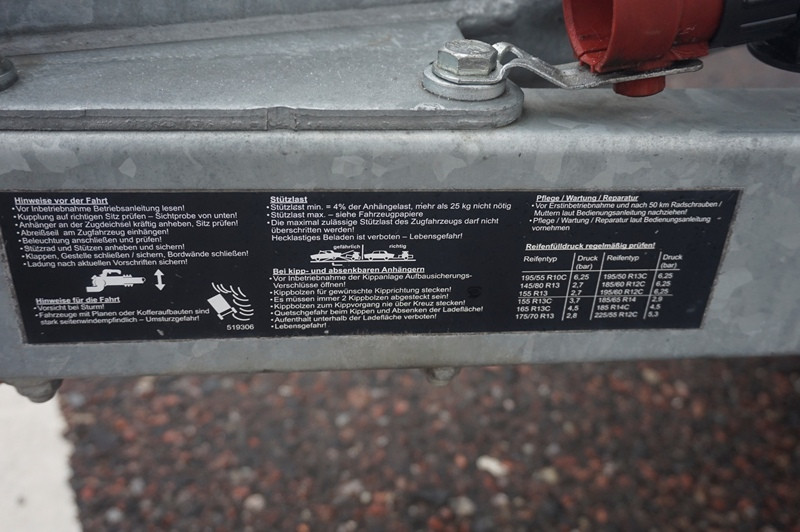 Hinweise vor der Fahrt
• Vor Inbetriebnahme Betriebsanleitung lesen!
• Kupplung auf richtigen Sitz prüfen – Sichtprobe von unten!
• Anhänger an der Zugdeichsel kräftig anheben, Sitz prüfen!
• Abreißseil am Zugfahrzeug einhängen!
• Beleuchtung anschließen und prüfen!
• Stützrad und Stützen anheben und sichern!
• Klappen, Gestelle schließen / sichern, Bordwände schließen!
• Ladung nach aktuellen Vorschriften sichern!
Hinweise für die Fahrt
• Vorsicht bei Sturm!
• Fahrzeuge mit Planen oder Kofferaufbauten sind
stark seitenwindempfindlich – Umsturzgefahr!
519306
Stützlast
• Stützlast min. = 4% der Anhängelast, mehr als 25 kg nicht nötig
• Stützlast max. – siehe Fahrzeugpapiere
• Die maximal zulässige Stützlast des Zugfahrzeugs darf nicht
überschritten werden!
Hecklastiges Beladen ist verboten – Lebensgefahr!
gefährlich richtig
Bei kipp- und absenkbaren Anhängern
• Vor Inbetriebnahme der Kippanlage Aufbausicherungs-
Verschlüsse öffnen!
• Kippbolzen für gewünschte Kipprichtung stecken!
• Es müssen immer 2 Kippbolzen abgesteckt sein!
• Kippbolzen zum Kippvorgang nie über Kreuz stecken!
• Quetschgefahr beim Kippen und Absenken der Ladefläche!
• Aufenthalt unterhalb der Ladefläche verboten!
• Lebensgefahr!
Pflege / Wartung / Reparatur
• Vor Erstinbetriebnahme und nach 50 km Radschrauben /
Muttern laut Bedienungsanleitung nachziehen!
• Pflege / Wartung / Reparatur laut Bedienungsanleitung
vornehmen
Reifenfülldruck regelmäßig prüfen!
Reifentyp Druck (bar) Reifentyp Druck (bar)
195/55 R10C 6,25 195/50 R13C 6,25
145/80 R13 2,7 185/60 R12C 6,25
155 R13 2,7 195/60 R12C 6,25
155 R13C 3,7 185/65 R14 2,9
165 R13C 4,5 185 R14C 4,5
175/70 R13 2,8 225/55 R12C 5,3